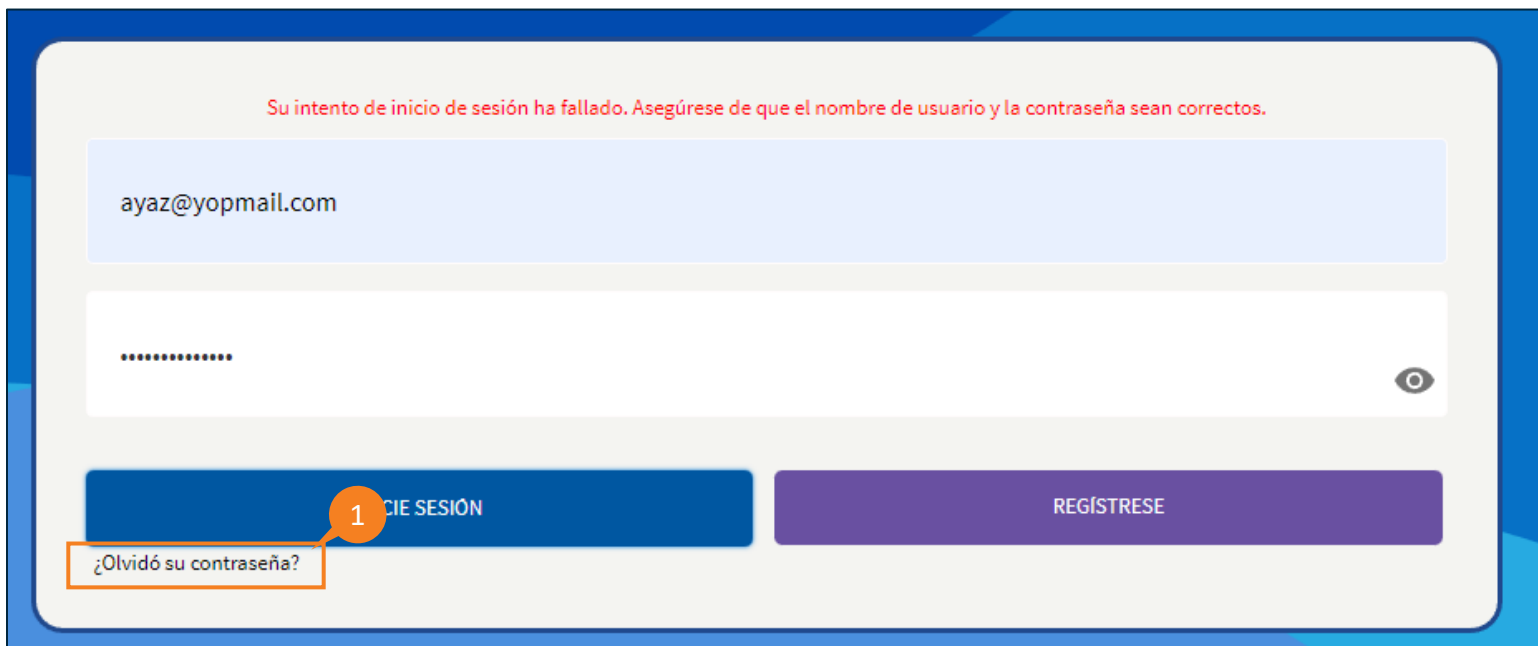 Su intento de inicio de sesión ha fallado. Asegúrese de que el nombre de usuario y la contraseña sean correctos.
ayaz@yopmail.com
••••••••••••••
1 CIE SESIÓN
REGÍSTRESE
¿Olvidó su contraseña?